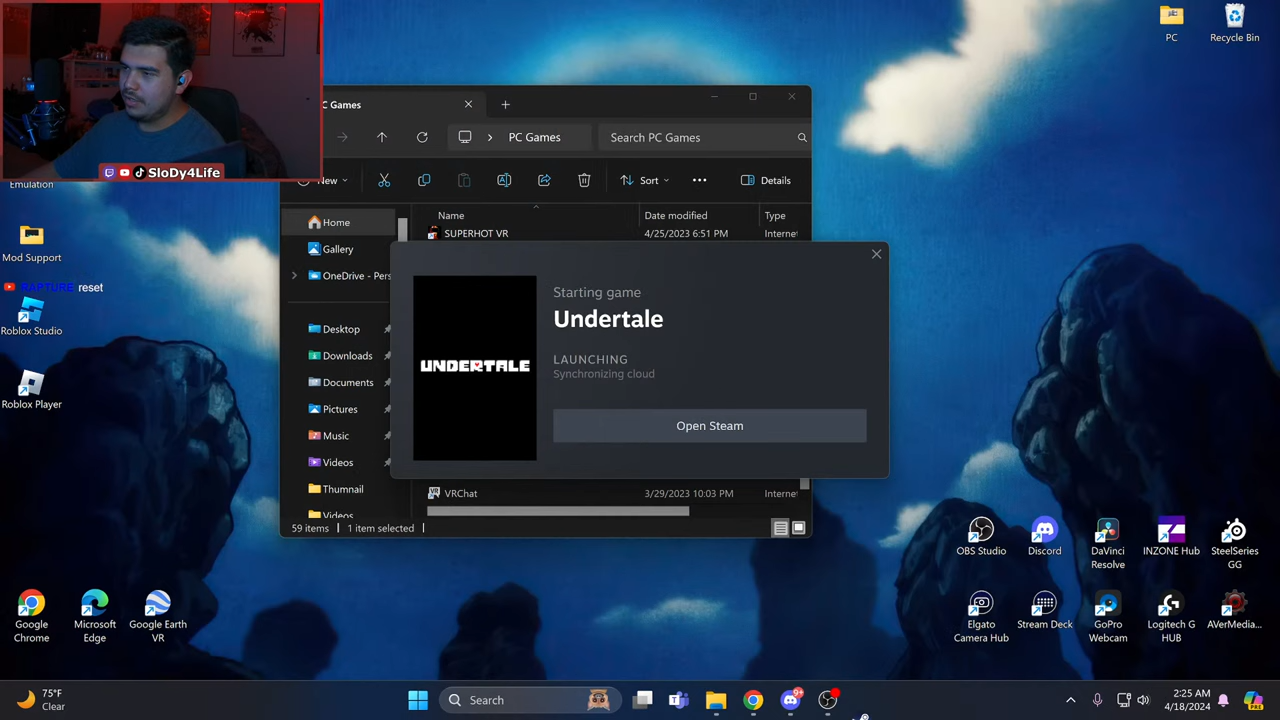 PC
Recycle Bin
C Games
PC Games
Search PC Games
SloDy4Life
New
Sort
Details
Emulation
Name
Date modified
Type
Home
SUPERHOT VR
4/25/2023 6:51 PM
Interne
Gallery
Mod Support
OneDrive - Pers
RAPTURE reset
Starting game
Undertale
Roblox Studio
Desktop
Downloads
UNDERTALE
LAUNCHING
Synchronizing cloud
Documents
Roblox Player
Pictures
Open Steam
Music
Videos
Thumnail
VRChat
3/29/2023 10:03 PM
Interne
Videos
59 items
1 item selected
OBS Studio
Discord
DaVinci
Resolve
INZONE Hub
SteelSeries
GG
Google
Chrome
Microsoft
Edge
Google Earth
VR
Elgato
Camera Hub
Stream Deck
GoPro
Webcam
Logitech G
HUB
AVerMedia...
75°F
Clear
Search
9+
2:25 AM
4/18/2024
PRE